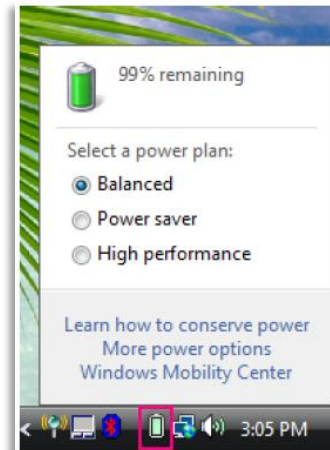 99% remaining
Select a power plan:
Balanced
Power saver
High performance
Learn how to conserve power
More power options
Windows Mobility Center
3:05 PM